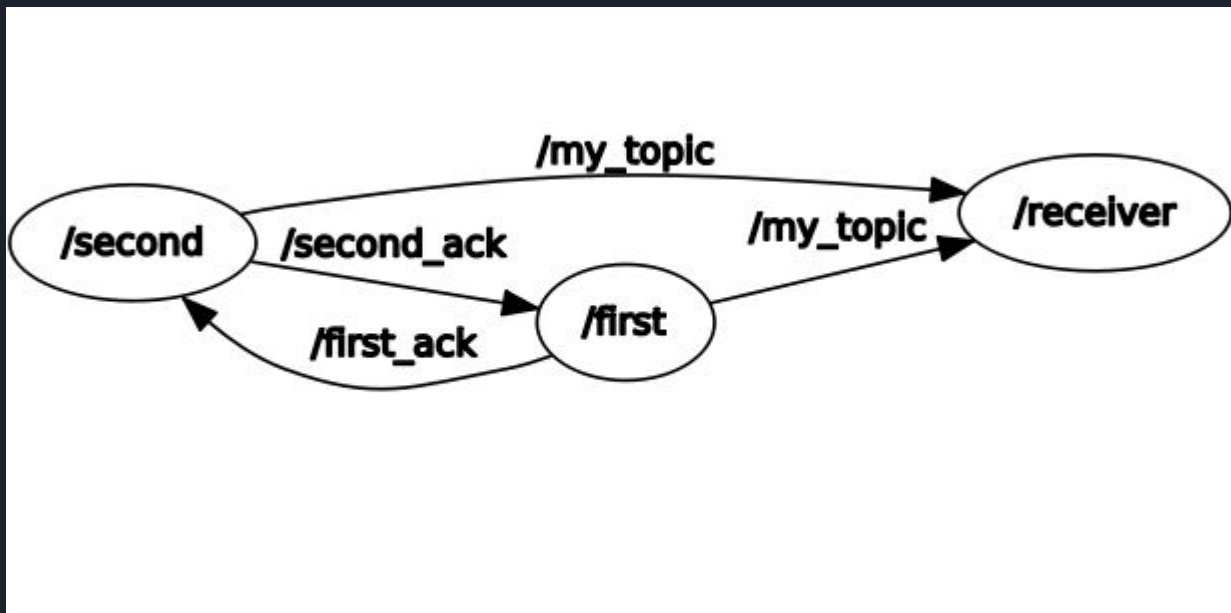 /my_topic
/my_topic
/receiver
/second
/second_ack
/first
/first_ack